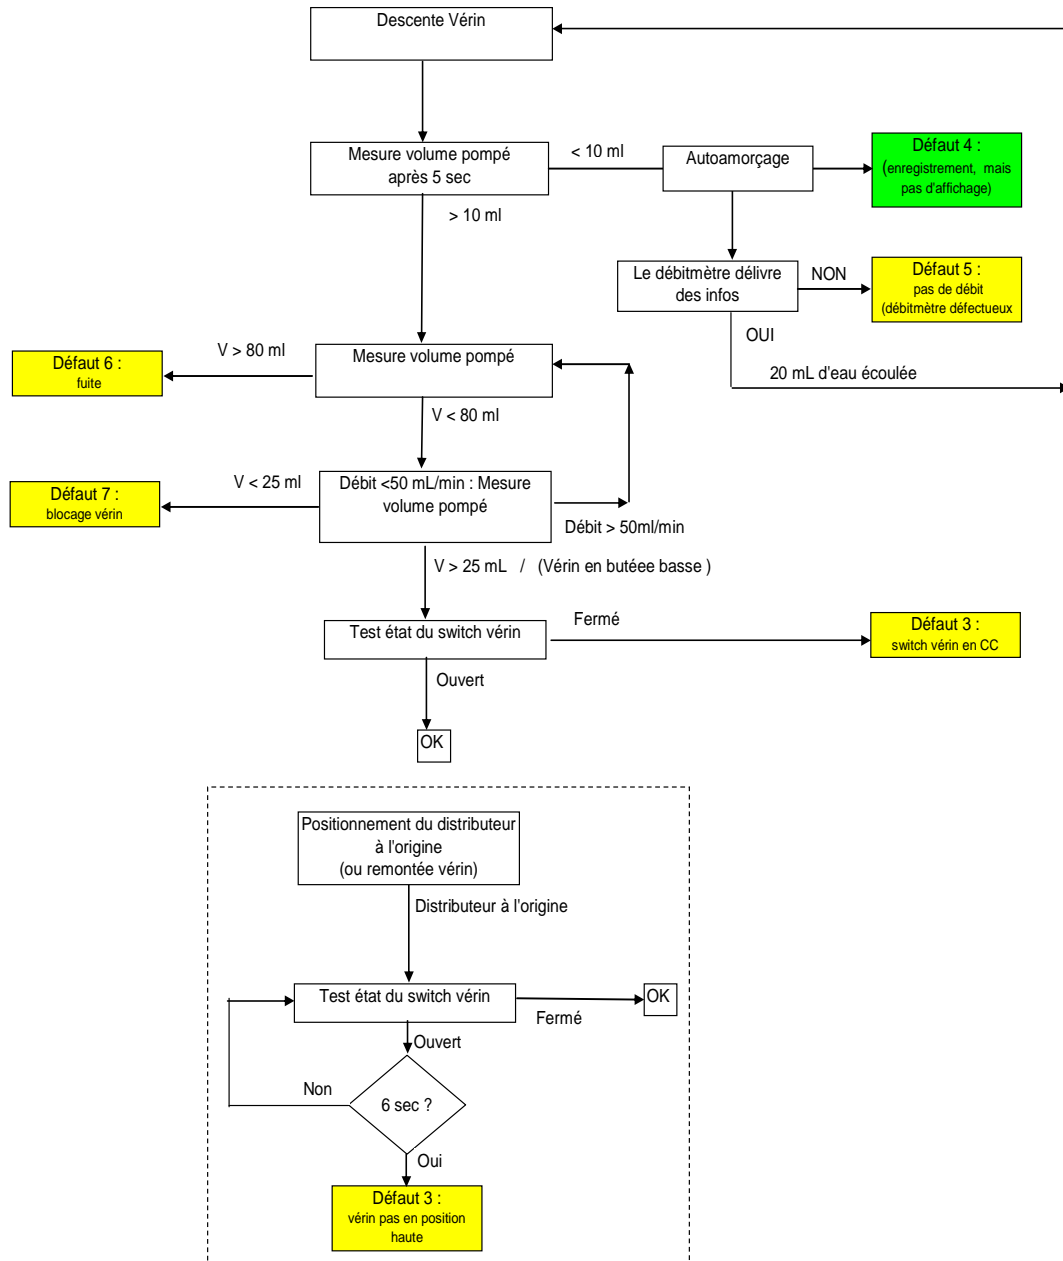 Descente Vérin
Mesure volume pompé
après 5 sec
< 10 ml
Autoamorçage
Défaut 4 :
(enregistrement, mais
pas d'affichage)
> 10 ml
Le débitmètre délivre
des infos
NON
Défaut 5 :
pas de débit
(débitmètre défectueux
OUI
20 mL d'eau écoulée
Défaut 6 :
fuite
V > 80 ml
Mesure volume pompé
V < 80 ml
Défaut 7 :
blocage vérin
V < 25 ml
Débit <50 mL/min : Mesure
volume pompé
Débit > 50ml/min
V > 25 mL / (Vérin en butéee basse )
Test état du switch vérin
Fermé
Défaut 3 :
switch vérin en CC
Ouvert
OK
Positionnement du distributeur
à l'origine
(ou remontée vérin)
Distributeur à l'origine
Test état du switch vérin
Fermé
OK
Ouvert
Non
6 sec ?
Oui
Défaut 3 :
vérin pas en position
haute